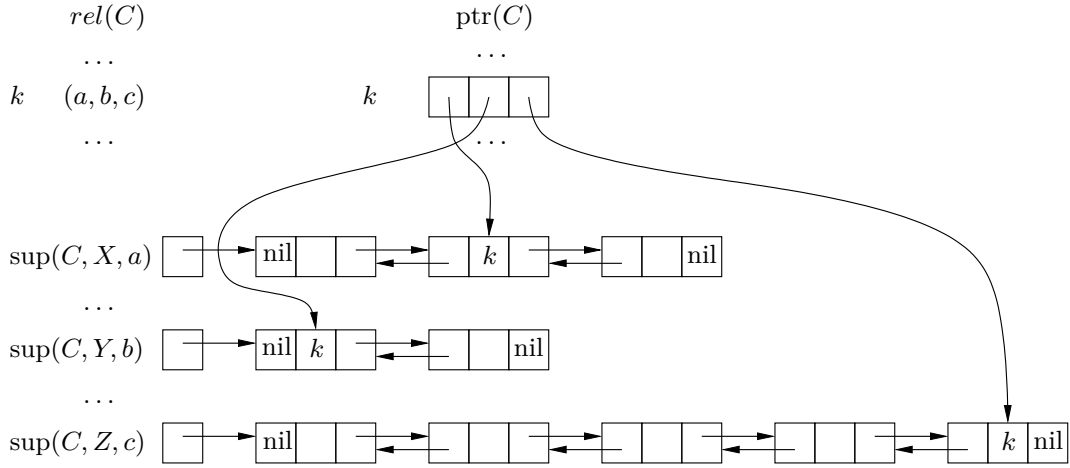 rel(C) ptr(C)
... ...
k (a, b, c) k
... ...
sup(C, X, a) nil k nil
...
sup(C, Y, b) nil k nil
...
sup(C, Z, c) nil k nil